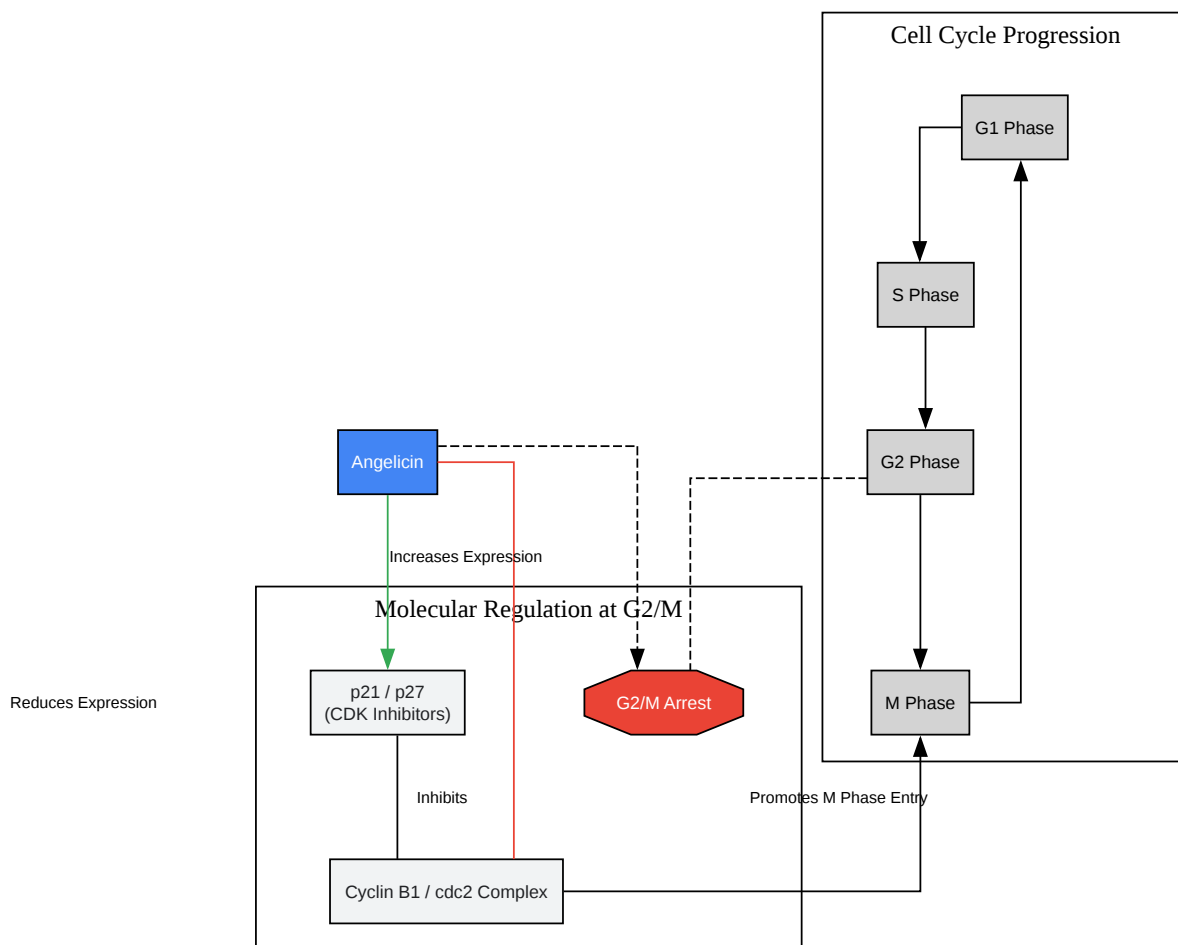 Cell Cycle Progression
G1 Phase
S Phase
G2 Phase
Angelicin
Increases Expression
Molecular Regulation at G2/M
Reduces Expression
p21 / p27
(CDK Inhibitors)
G2/M Arrest
M Phase
Inhibits
Promotes M Phase Entry
Cyclin B1 / cdc2 Complex